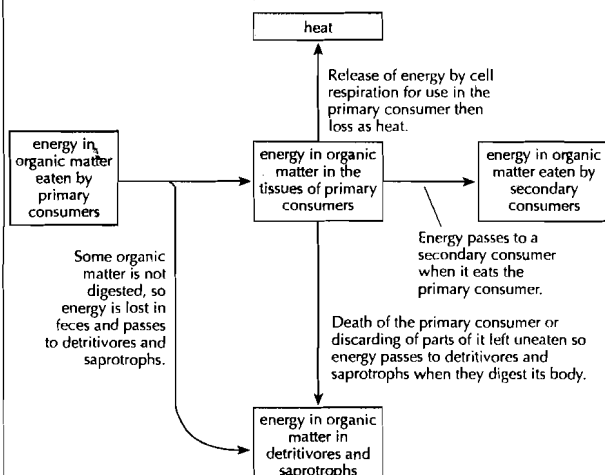 heat
Release of energy by cell
respiration for use in the
primary consumer then
loss as heat.
energy in
organic matter
eaten by
primary
consumers
energy in organic
matter in the
tissues of primary
consumers
energy in organic
matter eaten by
secondary
consumers
Energy passes to a
secondary consumer
when it eats the
primary consumer.
Some organic
matter is not
digested, so
energy is lost in
feces and passes
to detritivores and
saprotrophs.
Death of the primary consumer or
discarding of parts of it left uneaten so
energy passes to detritivores and
saprotrophs when they digest its body.
energy in organic
matter in
detritivores and
saprotrophs